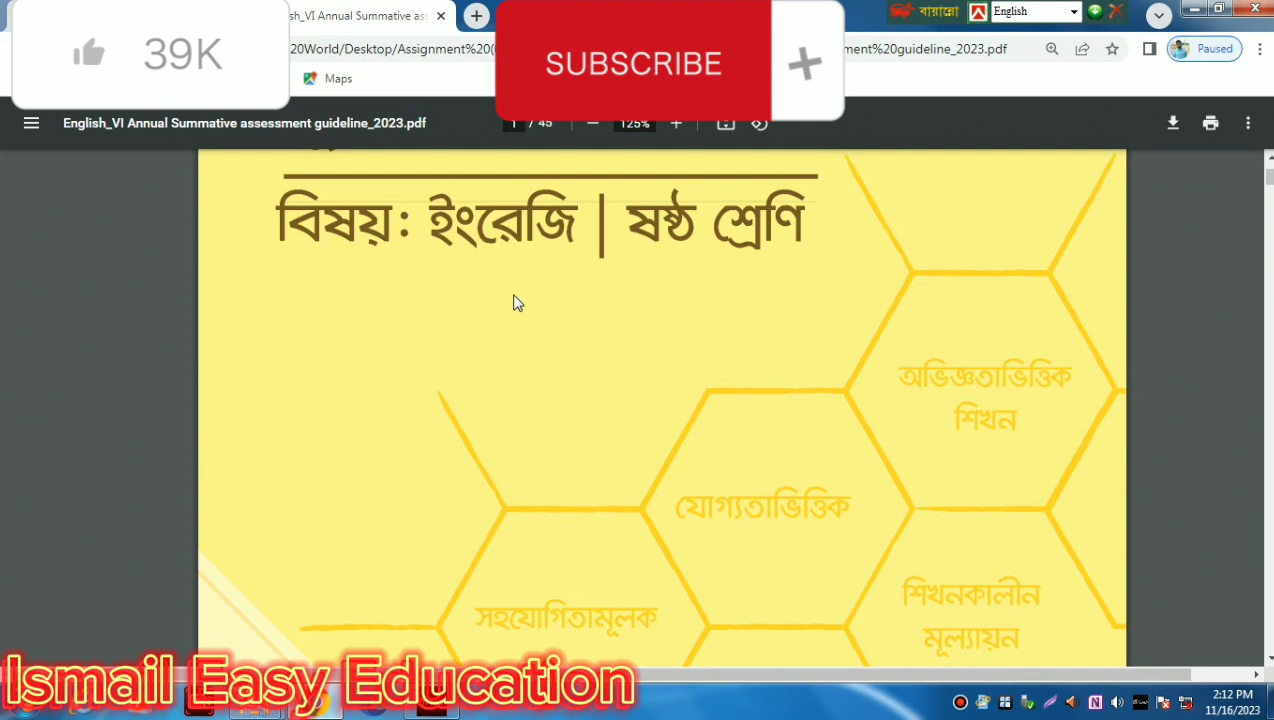 sh_VI Annual Summative ass
বায়ান্নো
English
39K
SUBSCRIBE
20World/Desktop/Assignment%20(
ment%20guideline_2023.pdf
Paused
Maps
English_VI Annual Summative assessment guideline_2023.pdf
1 / 45
125%
বিষয়: ইংরেজি | ষষ্ঠ শ্রেণি
অভিজ্ঞতাভিত্তিক
শিখন
যোগ্যতাভিত্তিক
শিখনকালীন
মূল্যায়ন
সহযোগিতামূলক
Ismail Easy Education
2:12 PM
11/16/2023